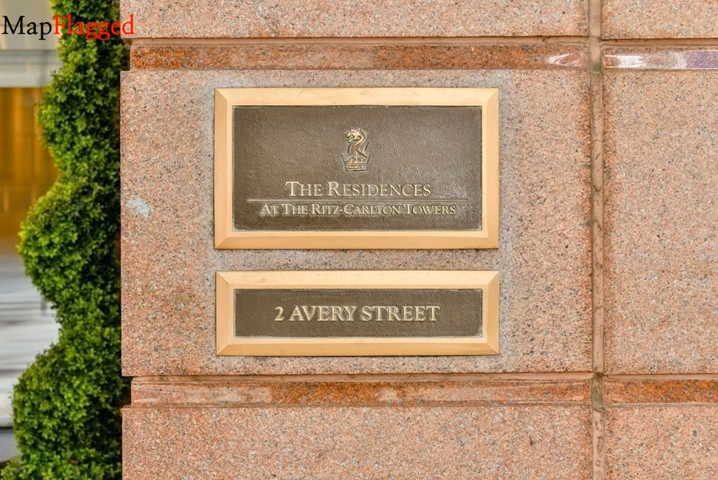 MapFlagged
THE RESIDENCES
AT THE RITZ-CARLTON TOWERS
2 AVERY STREET